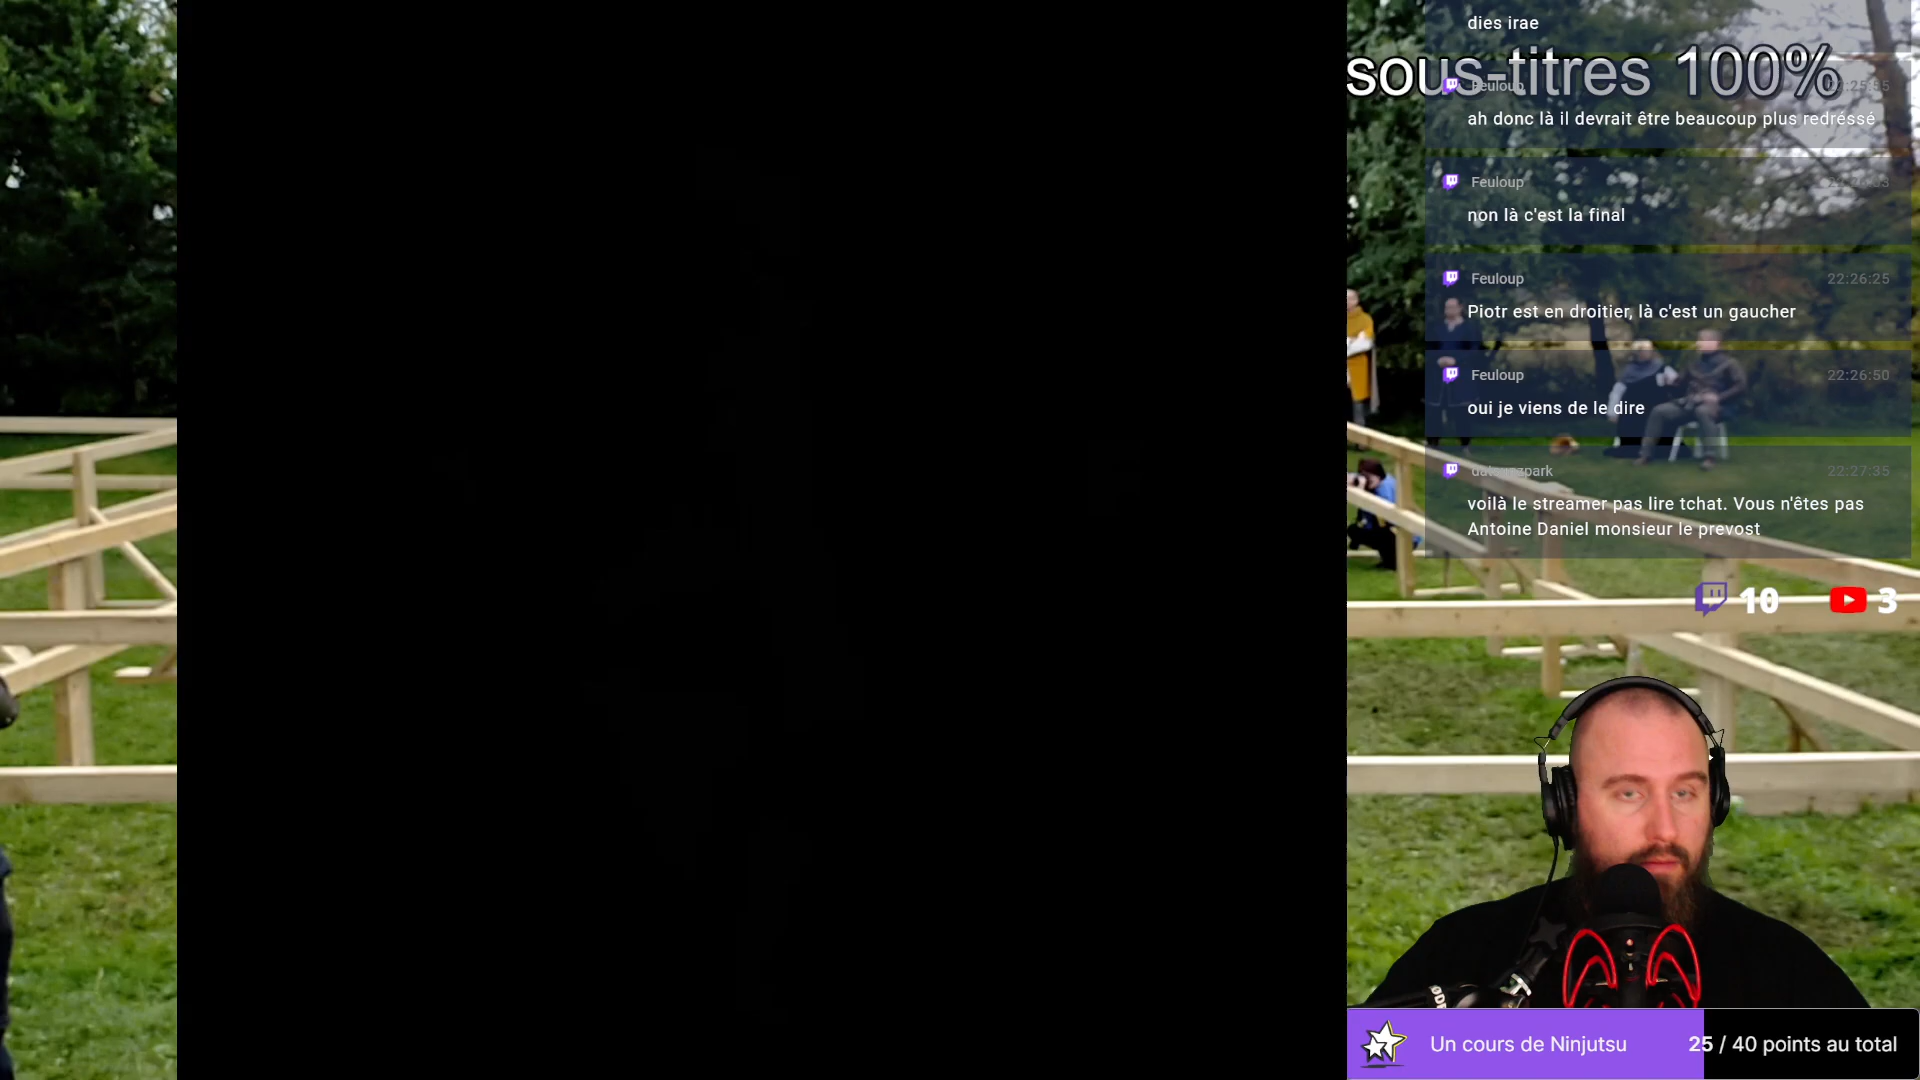 dies irae
sous-titres 100%
Feuloup
ah donc là il devrait être beaucoup plus redréssé
Feuloup
non là c'est la final
Feuloup 22:26:25
Piotr est en droitier, là c'est un gaucher
Feuloup 22:26:50
oui je viens de le dire
22:27:35
voilà le streamer pas lire tchat. Vous n'êtes pas
Antoine Daniel monsieur le prevost
10 3
Un cours de Ninjutsu 25 / 40 points au total